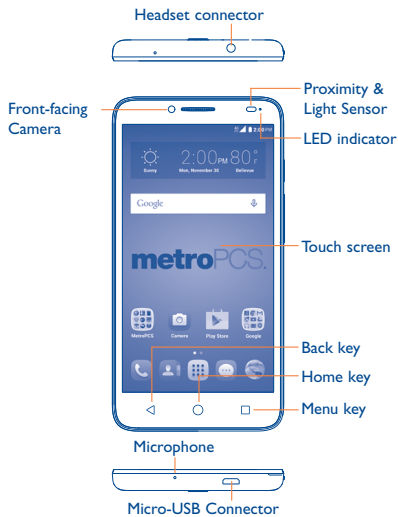 Headset connector
Proximity &
Light Sensor
Front-facing
Camera
LED indicator
2:00 PM
2:00PM 80°F
Sunny Mon, November 30 Bellevue
Google
metroPCS.
Touch screen
MetroPCS Camera Play Store Google
Back key
Home key
Menu key
Microphone
Micro-USB Connector